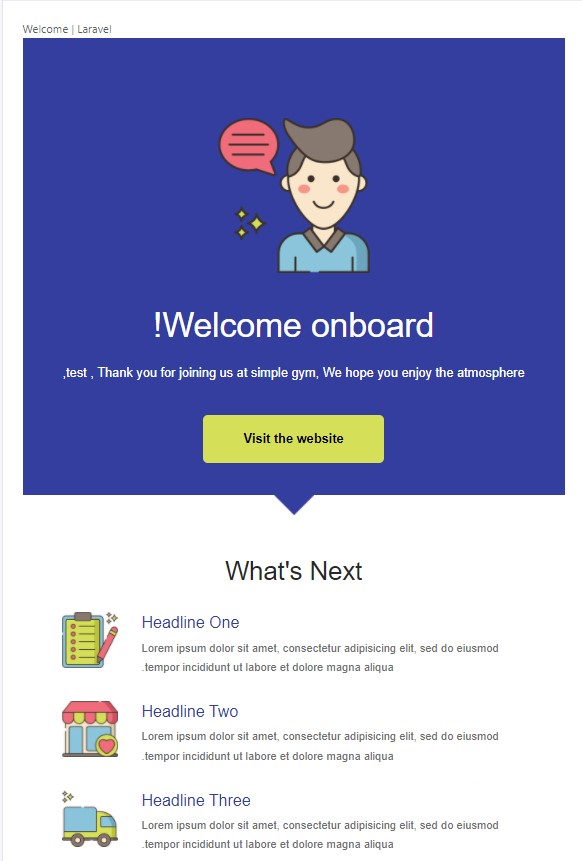 Welcome | Laravel
!Welcome onboard
,test , Thank you for joining us at simple gym, We hope you enjoy the atmosphere
Visit the website
What's Next
Headline One
Lorem ipsum dolor sit amet, consectetur adipisicing elit, sed do eiusmod
.tempor incididunt ut labore et dolore magna aliqua
Headline Two
Lorem ipsum dolor sit amet, consectetur adipisicing elit, sed do eiusmod
.tempor incididunt ut labore et dolore magna aliqua
Headline Three
Lorem ipsum dolor sit amet, consectetur adipisicing elit, sed do eiusmod
.tempor incididunt ut labore et dolore magna aliqua